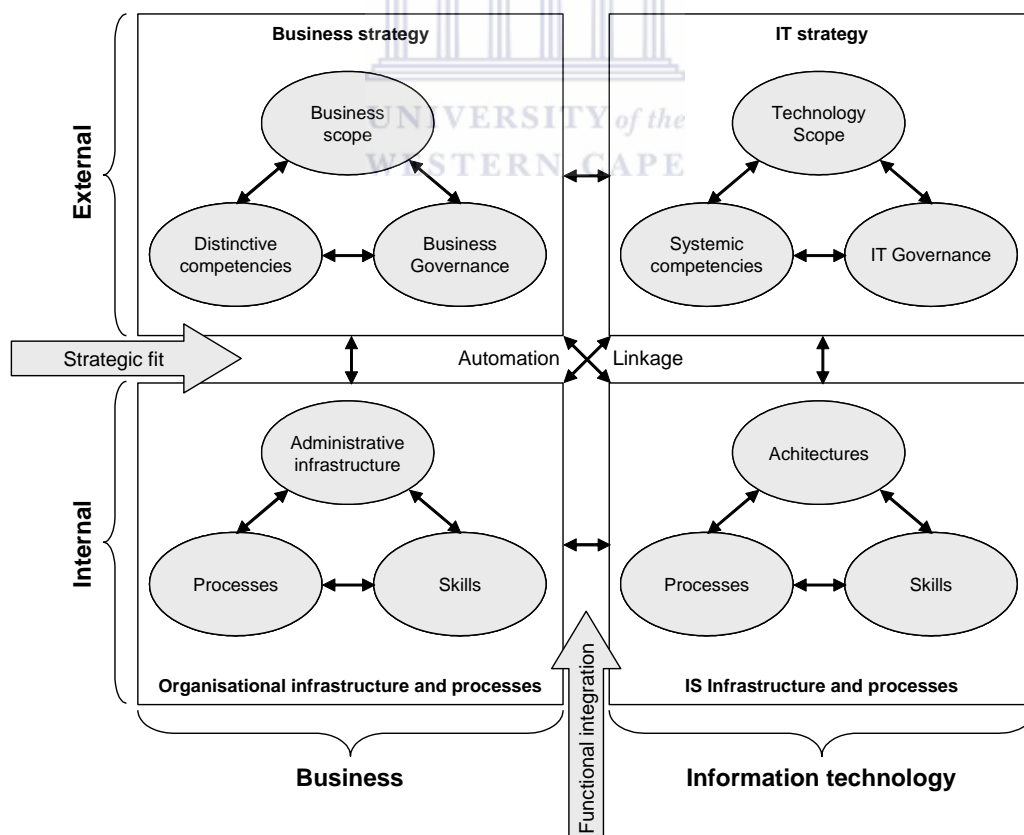 Business strategy
IT strategy
UNIVERSITY of the
WESTERN CAPE
External
Business
scope
Technology
Scope
Distinctive
competencies
Business
Governance
Systemic
competencies
IT Governance
Strategic fit
Automation
Linkage
Internal
Administrative
infrastructure
Achitectures
Processes
Skills
Processes
Skills
Organisational infrastructure and processes
IS Infrastructure and processes
Functional integration
Business
Information technology